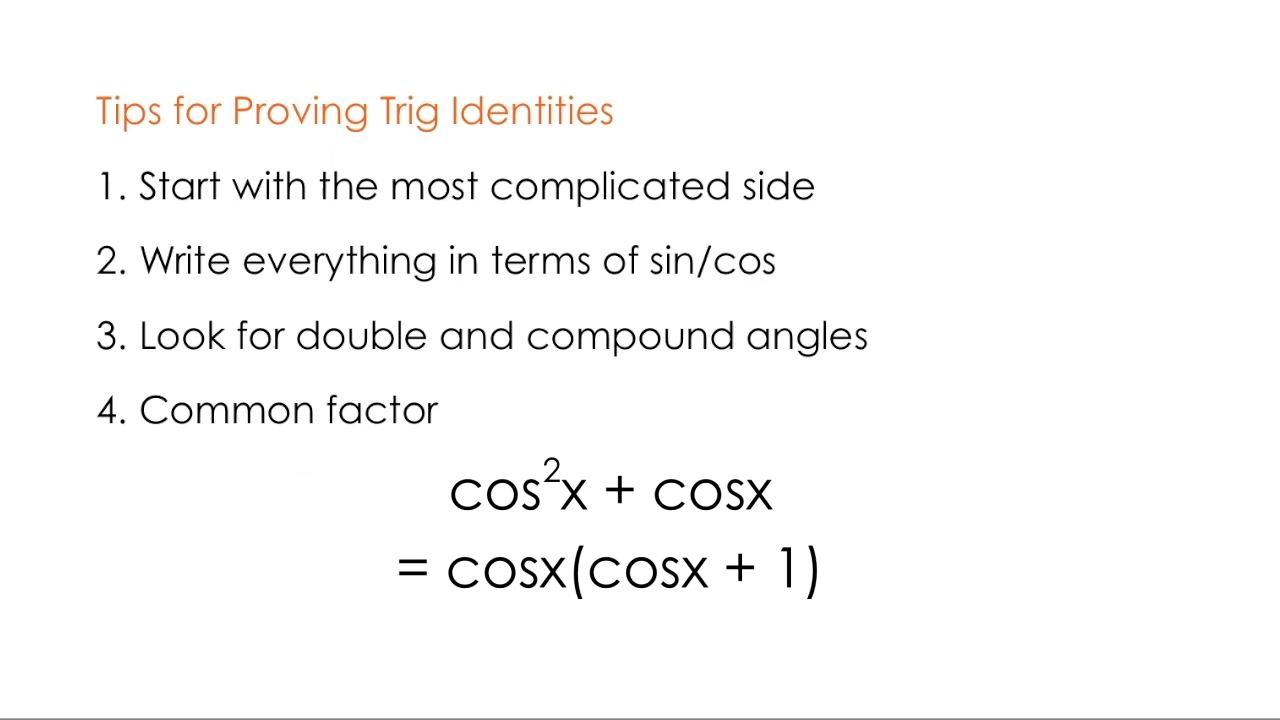 Tips for Proving Trig Identities
1. Start with the most complicated side
2. Write everything in terms of sin/cos
3. Look for double and compound angles
4. Common factor
cos²x + cosx
= cosx(cosx + 1)